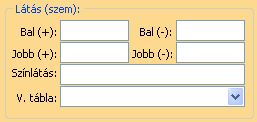 Látás (szem):
Bal (+): Bal (-):
Jobb (+): Jobb (-):
Színlátás:
V. tábla: